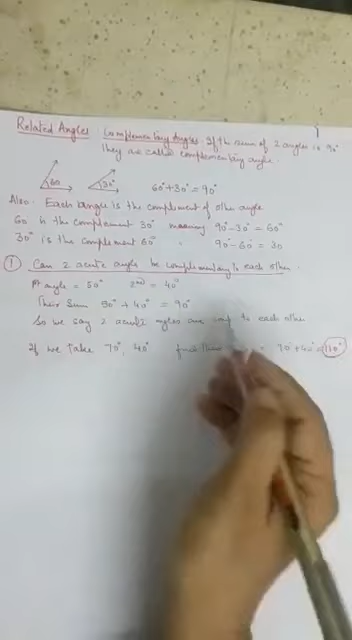 Related Angles Complementary Angles If the sum of 2 angles is 90°
They are called complementary angle.
60 30° 60°+30° = 90°
Also Each angle is the complement of other angle
60 is the complement 30° meaning 90°-30° = 60°
30° is the complement 60° 90°-60 = 30
① Can 2 acute angle be complementary to each other.
1st angle = 50° 2nd = 40°
Their Sum 50° + 40° = 90°
So we say 2 acute angles are comp to each other
If we take 70°, 40° 70°+40° = 110°